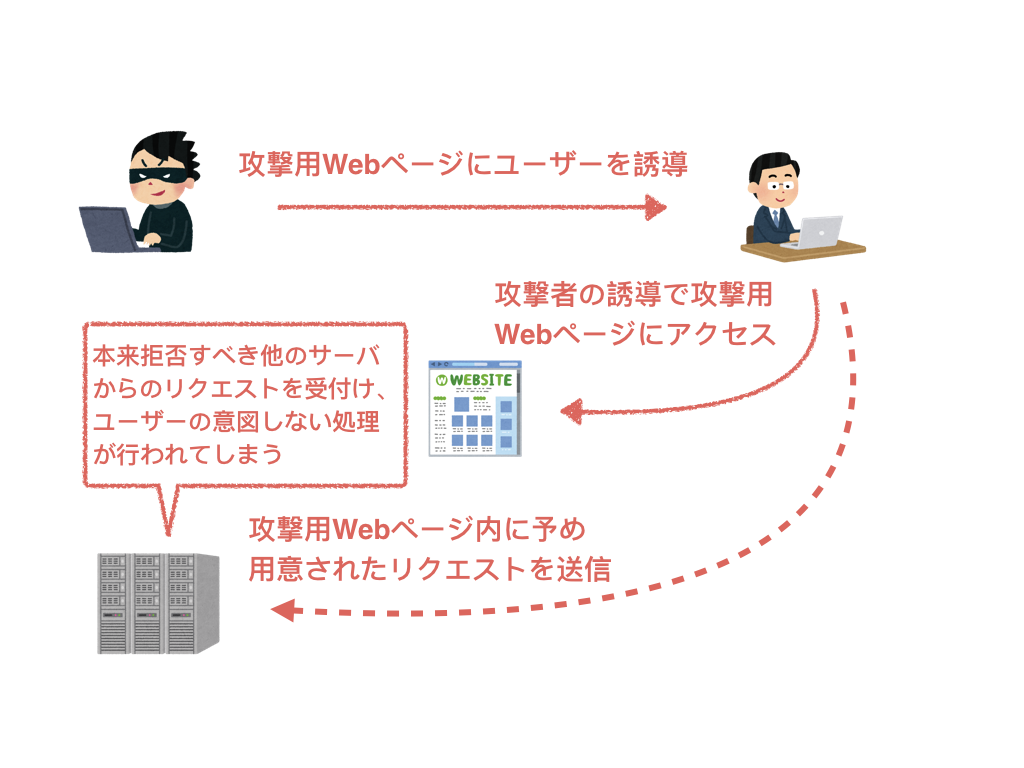 攻撃用Webページにユーザーを誘導
攻撃者の誘導で攻撃用
Webページにアクセス
本来拒否すべき他のサーバ
からのリクエストを受付け、
ユーザーの意図しない処理
が行われてしまう
W WEBSITE
攻撃用Webページ内に予め
用意されたリクエストを送信